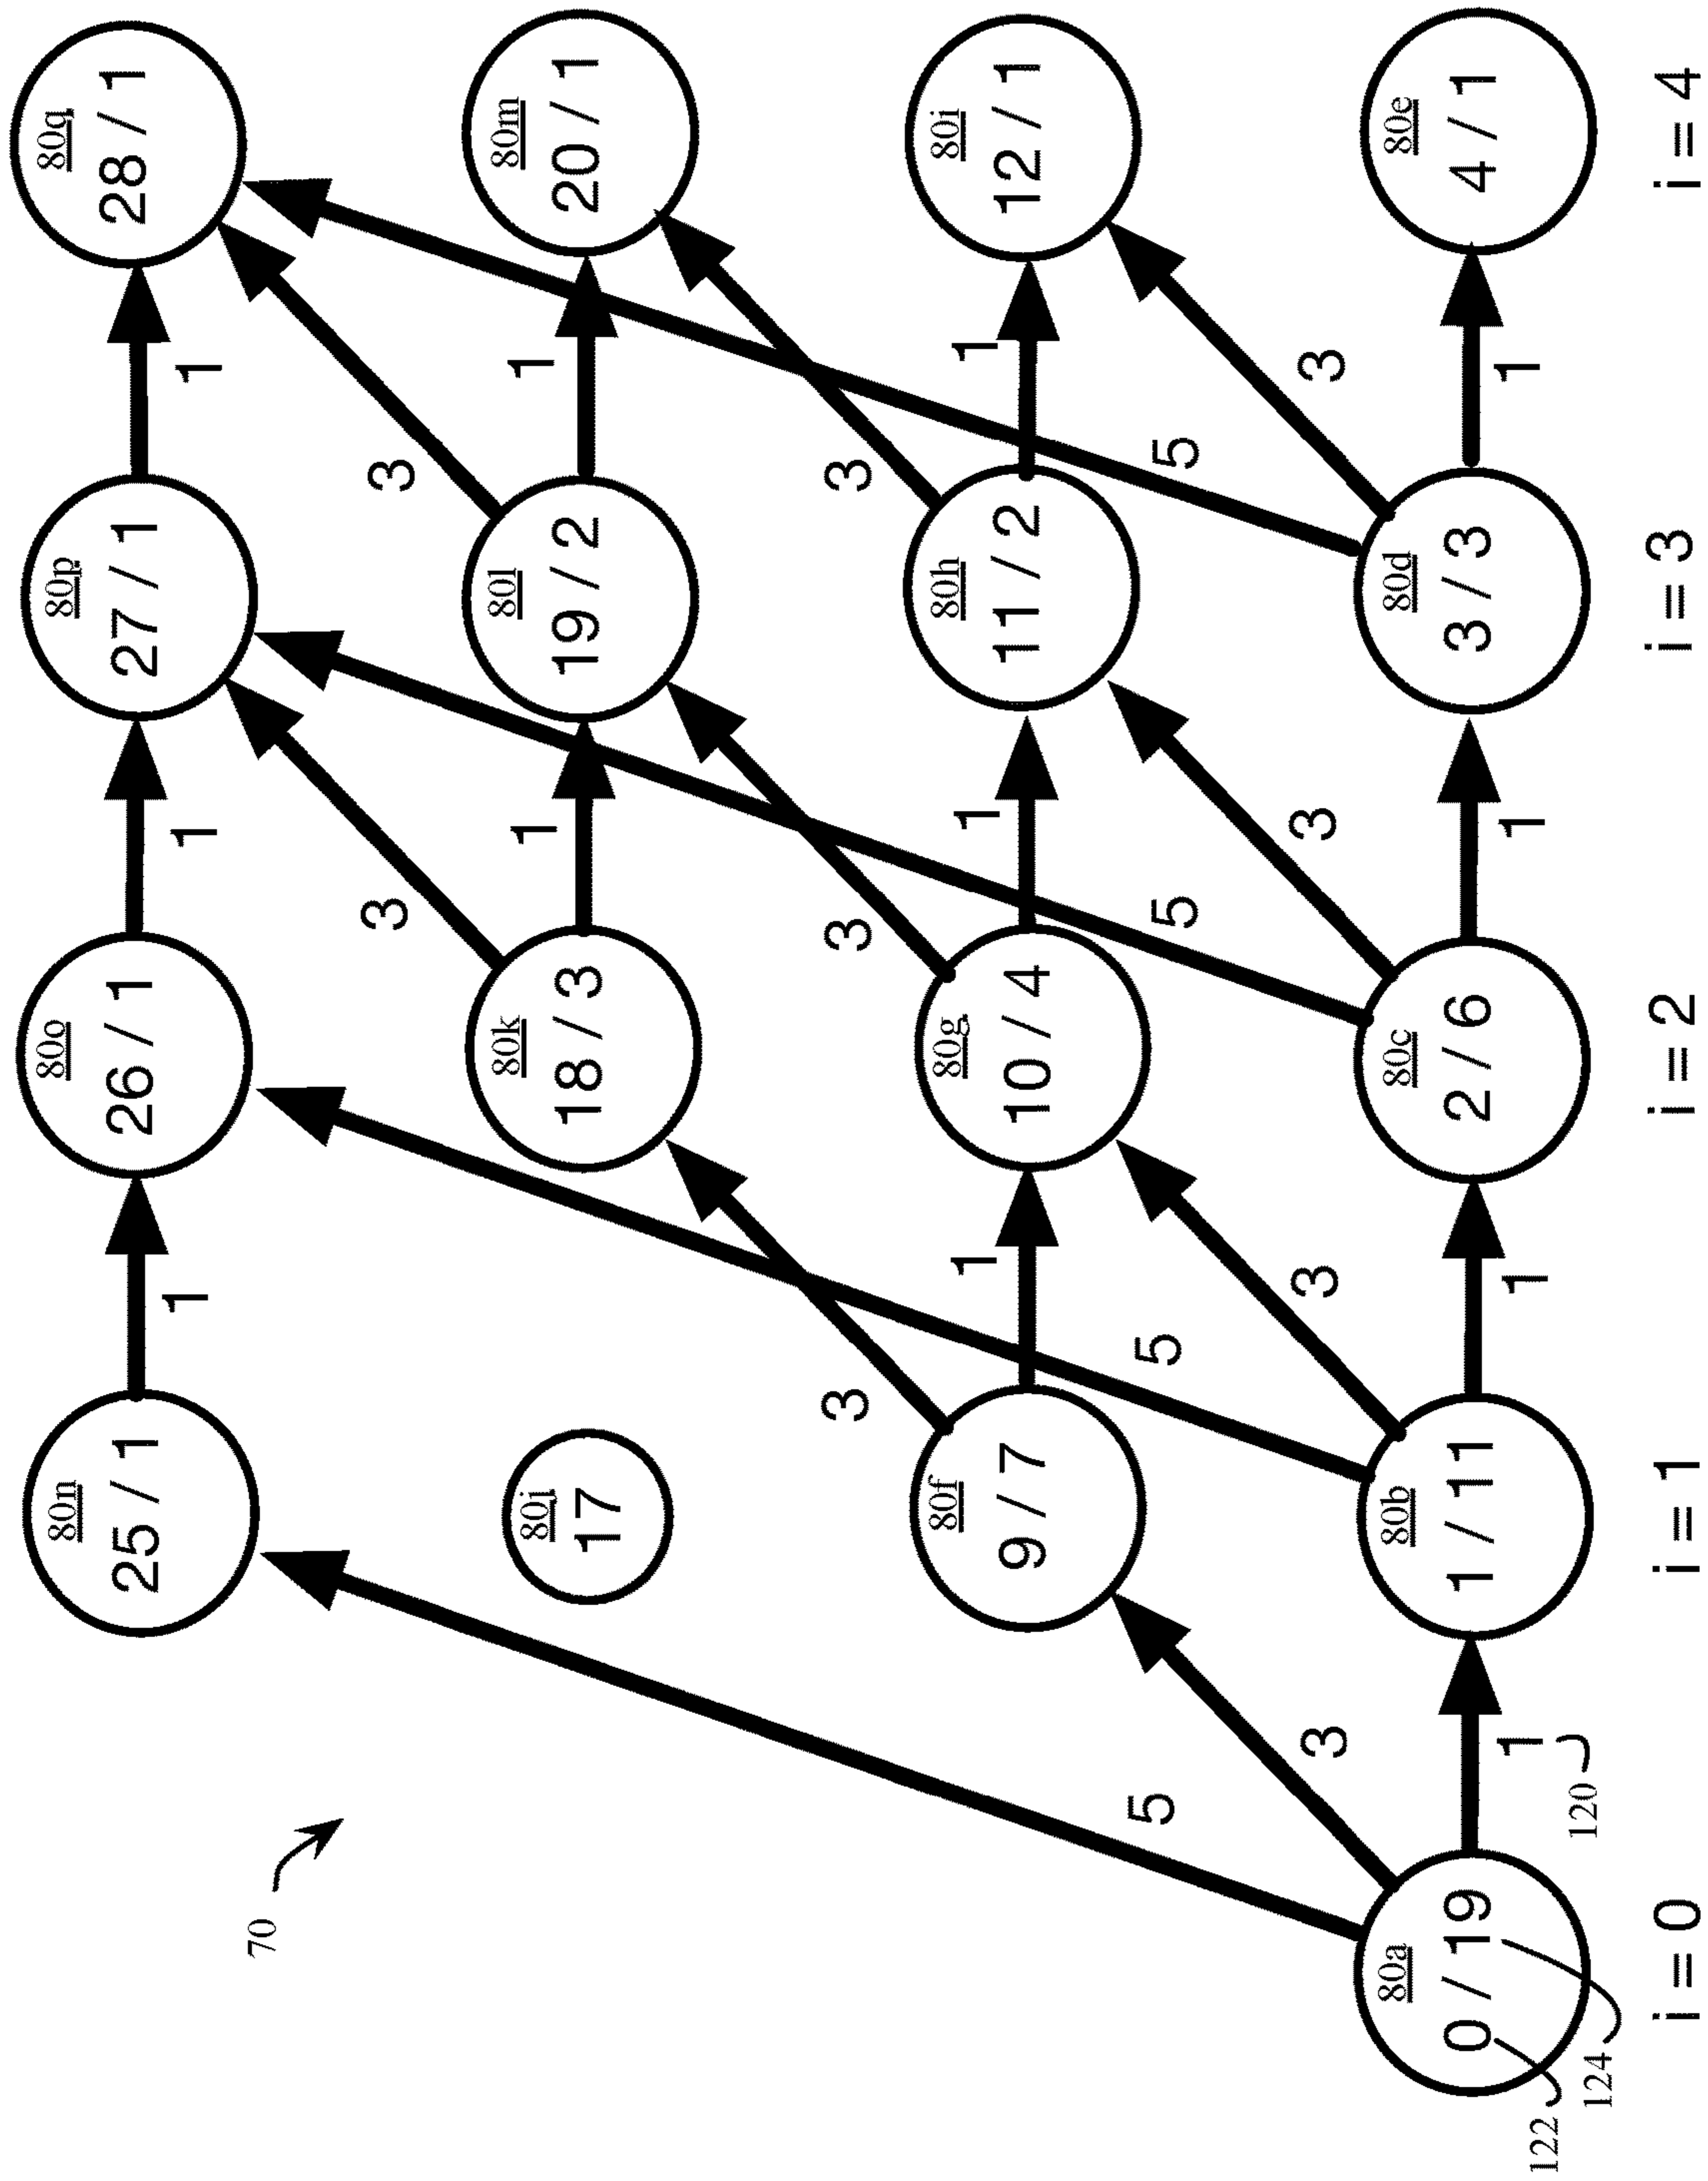 80n
25 / 1
80o
26 / 1
80p
27 / 1
80q
28 / 1
1
1
1
70
3
3
80j
17
80k
18 / 3
80l
19 / 2
80m
20 / 1
1
1
3
3
3
80f
9 / 7
80g
10 / 4
80h
11 / 2
80i
12 / 1
1
1
1
5
5
5
5
3
3
3
3
80a
0 / 19
80b
1 / 11
80c
2 / 6
80d
3 / 3
80e
4 / 1
1
1
1
1
122
124
120
i = 0
i = 1
i = 2
i = 3
i = 4